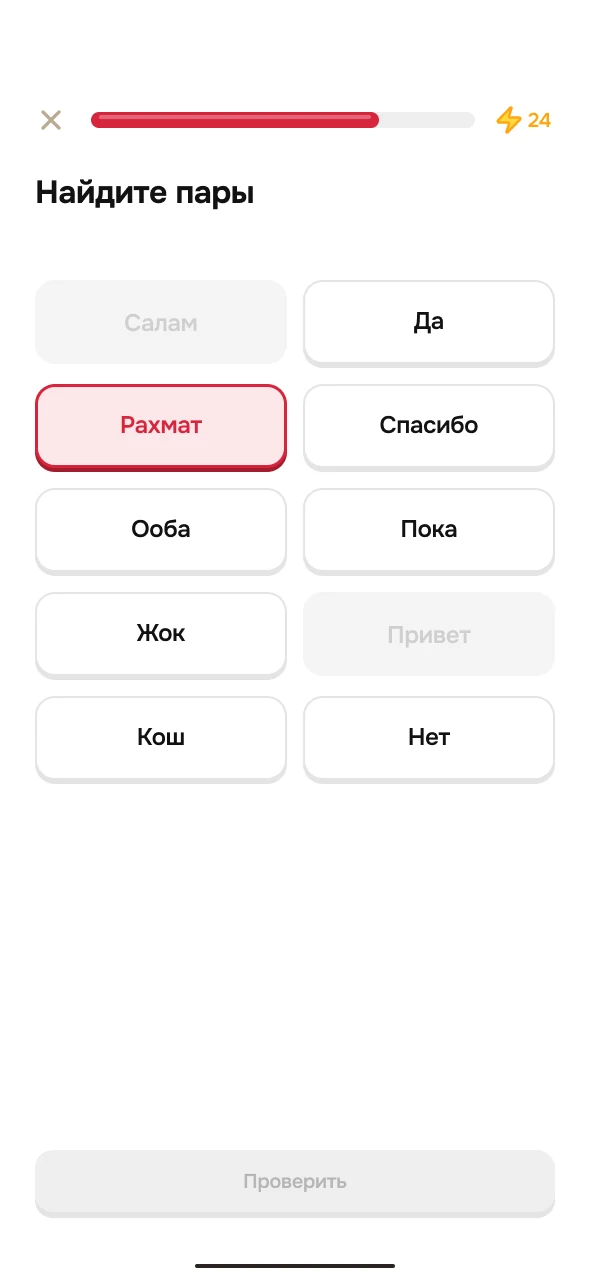 24
Найдите пары
Салам
Да
Рахмат
Спасибо
Ооба
Пока
Жок
Привет
Кош
Нет
Проверить